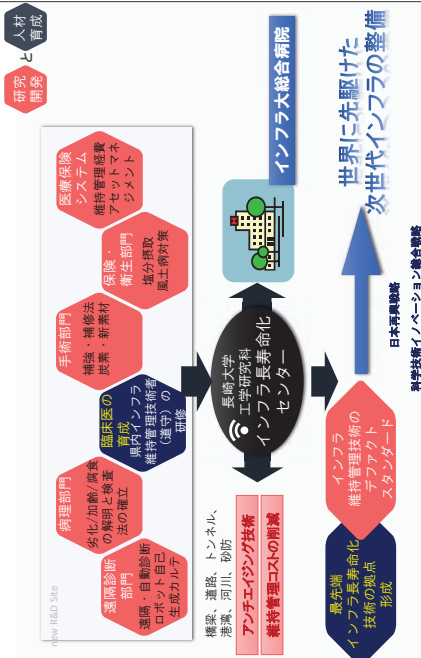 研究
開発
と
人材
育成
new R&D Site
遠隔診断
部門
遠隔・自動診断
ロボット自己
生成カルテ
病理部門
劣化/加齢/腐食
の解明と検査
法の確立
臨床医の
育成
県内インフラ
維持管理技術者
（道守）の
研修
手術部門
補強・補修法
炭素・新素材
保険・
衛生部門
塩分摂取
風土病対策
医療保険
システム
維持管理経費
アセットマネ
ジメント
橋梁、道路、トンネル、
港湾、河川、砂防
アンチエイジング技術
維持管理コストの削減
長崎大学
工学研究科
インフラ長寿命化
センター
インフラ大総合病院
最先端
インフラ長寿命化
技術の拠点
形成
インフラ
維持管理技術の
デファクト
スタンダード
世界に先駆けた
次世代インフラの整備
日本再興戦略
科学技術イノベーション総合戦略